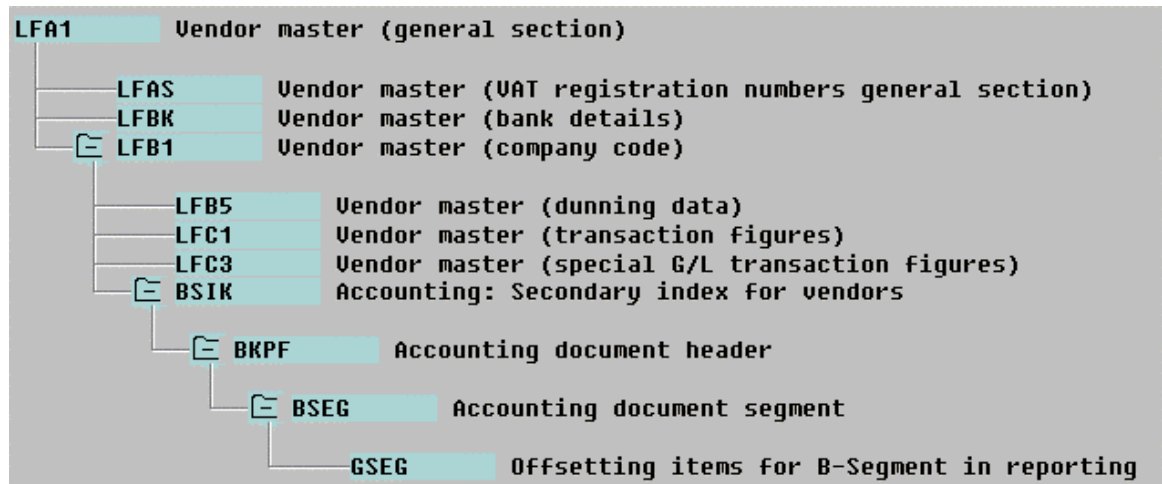 LFA1 Vendor master (general section)
LFAS Vendor master (VAT registration numbers general section)
LFBK Vendor master (bank details)
LFB1 Vendor master (company code)
LFB5 Vendor master (dunning data)
LFC1 Vendor master (transaction figures)
LFC3 Vendor master (special G/L transaction figures)
BSIK Accounting: Secondary index for vendors
BKPF Accounting document header
BSEG Accounting document segment
GSEG Offsetting items for B-Segment in reporting